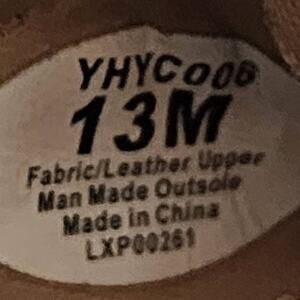 YHYC006
13M
Fabric/Leather Upper
Man Made Outsole
Made in China
LXP00261